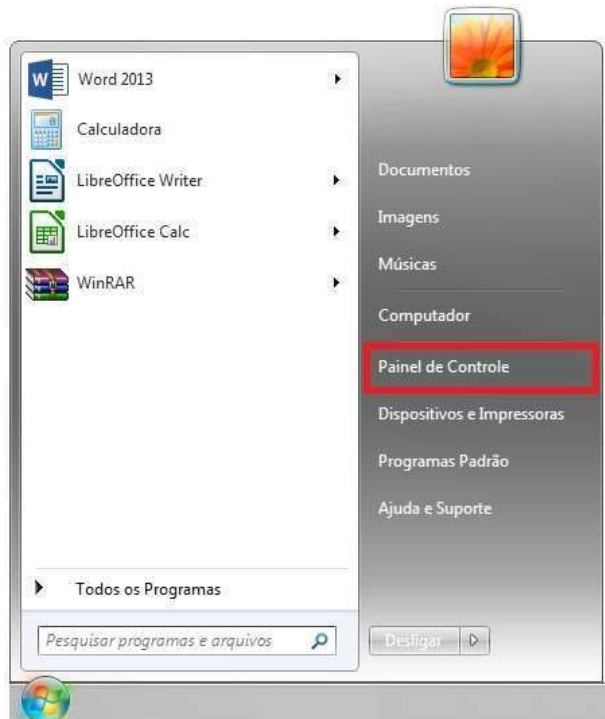 Word 2013
Calculadora
LibreOffice Writer
LibreOffice Calc
WinRAR
Todos os Programas
Pesquisar programas e arquivos
Documentos
Imagens
Músicas
Computador
Painel de Controle
Dispositivos e Impressoras
Programas Padrão
Ajuda e Suporte
Desligar